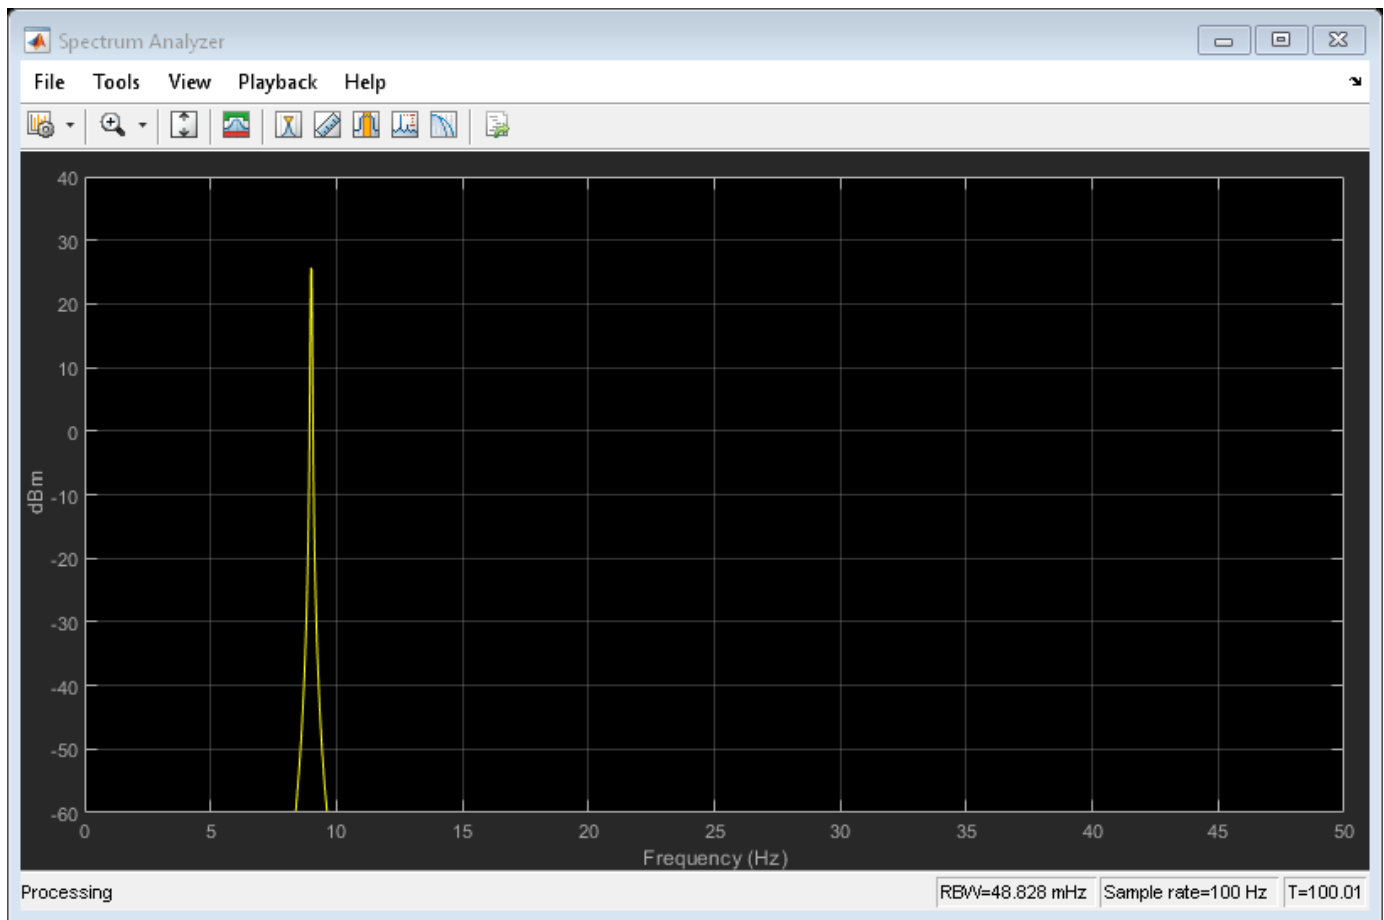 Spectrum Analyzer
File Tools View Playback Help
40
30
20
10
0
-10
-20
-30
-40
-50
-60
dBm
0 5 10 15 20 25 30 35 40 45 50
Frequency (Hz)
Processing RBW=48.828 mHz Sample rate=100 Hz T=100.01